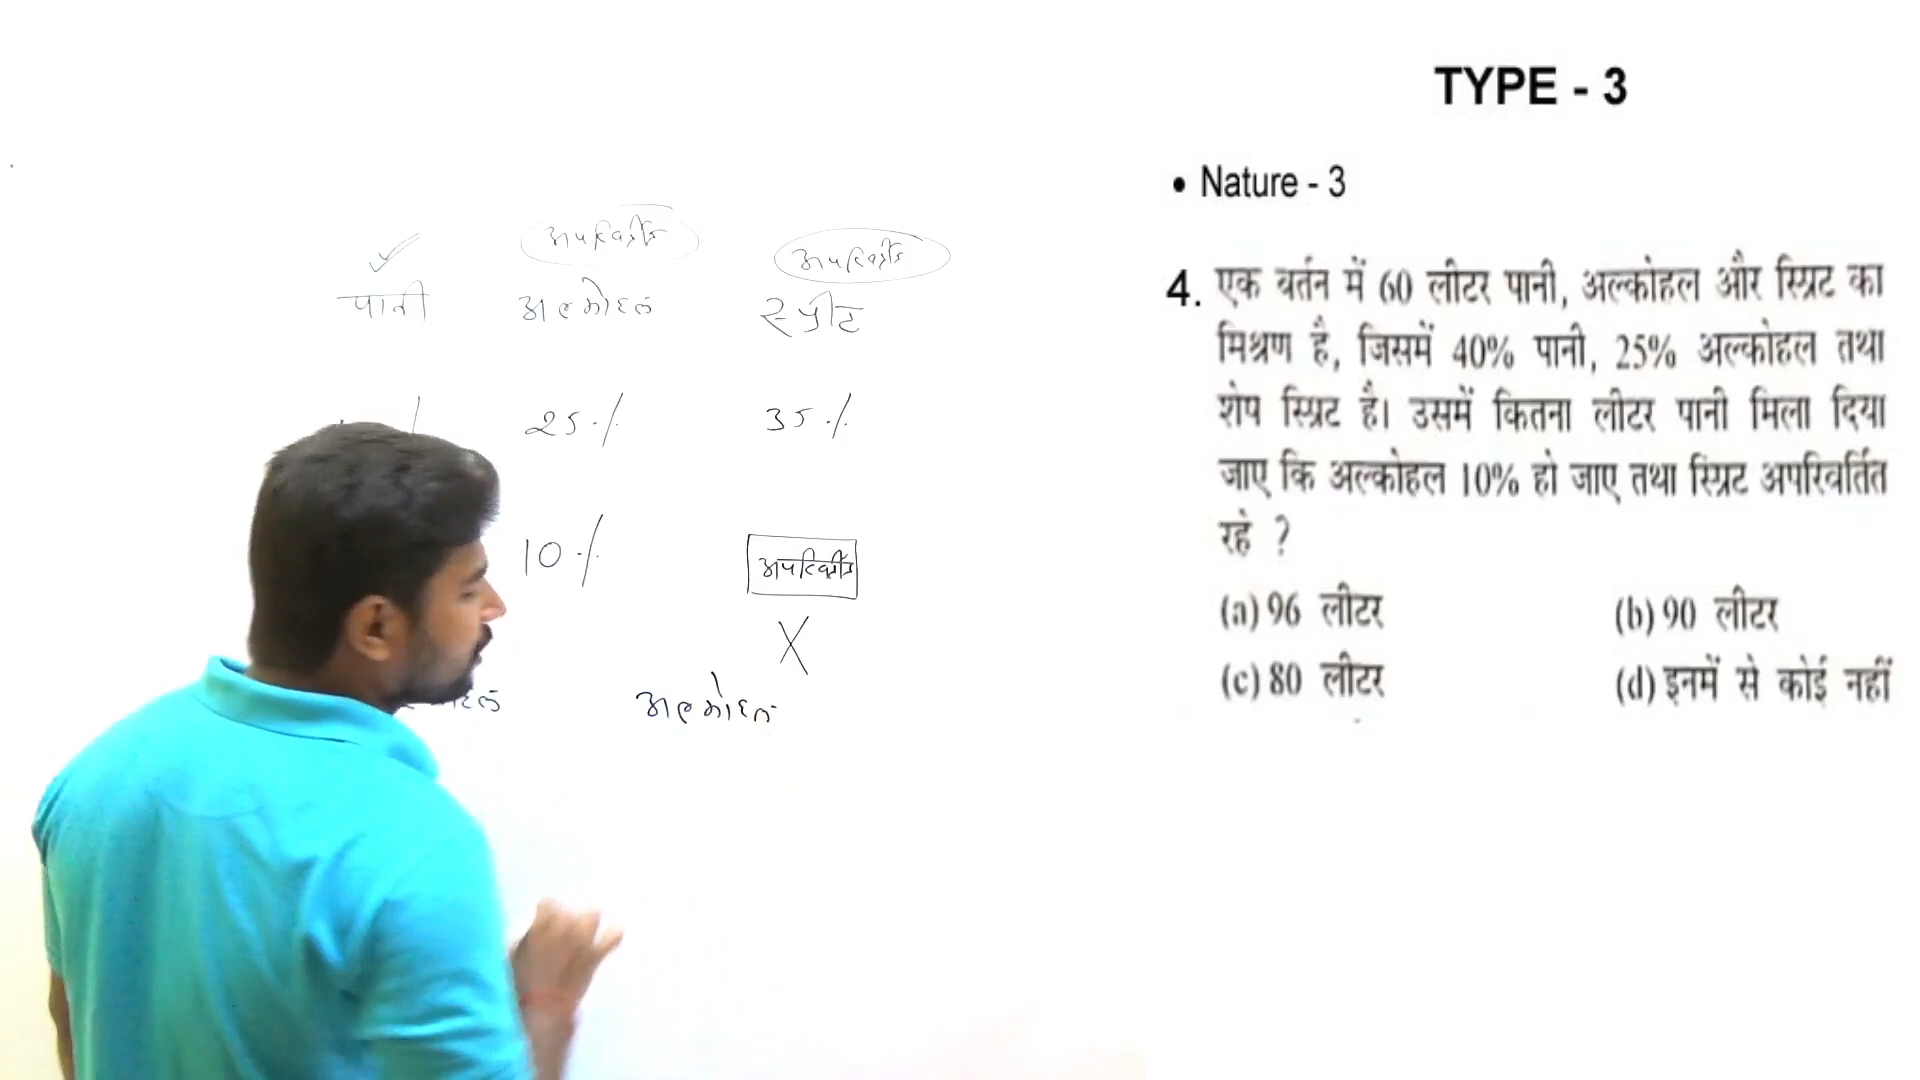 TYPE - 3
• Nature - 3
4. एक बर्तन में 60 लीटर पानी, अल्कोहल और स्प्रिट का
मिश्रण है, जिसमें 40% पानी, 25% अल्कोहल तथा
शेष स्प्रिट है। उसमें कितना लीटर पानी मिला दिया
जाए कि अल्कोहल 10% हो जाए तथा स्प्रिट अपरिवर्तित
रहे ?
(a) 96 लीटर (b) 90 लीटर
(c) 80 लीटर (d) इनमें से कोई नहीं
पानी अल्कोहल स्प्रीट
25% 35%
10%
X
अल्कोहल